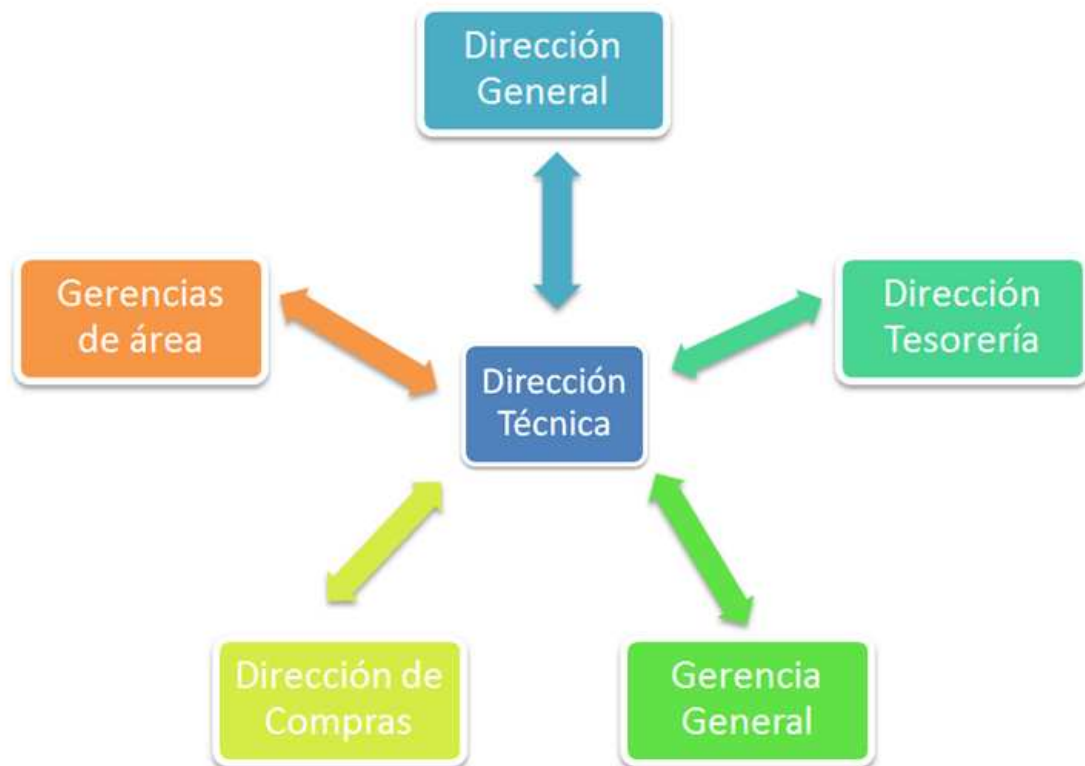 Dirección
General
Gerencias
de área
Dirección
Tesorería
Dirección
Técnica
Dirección de
Compras
Gerencia
General